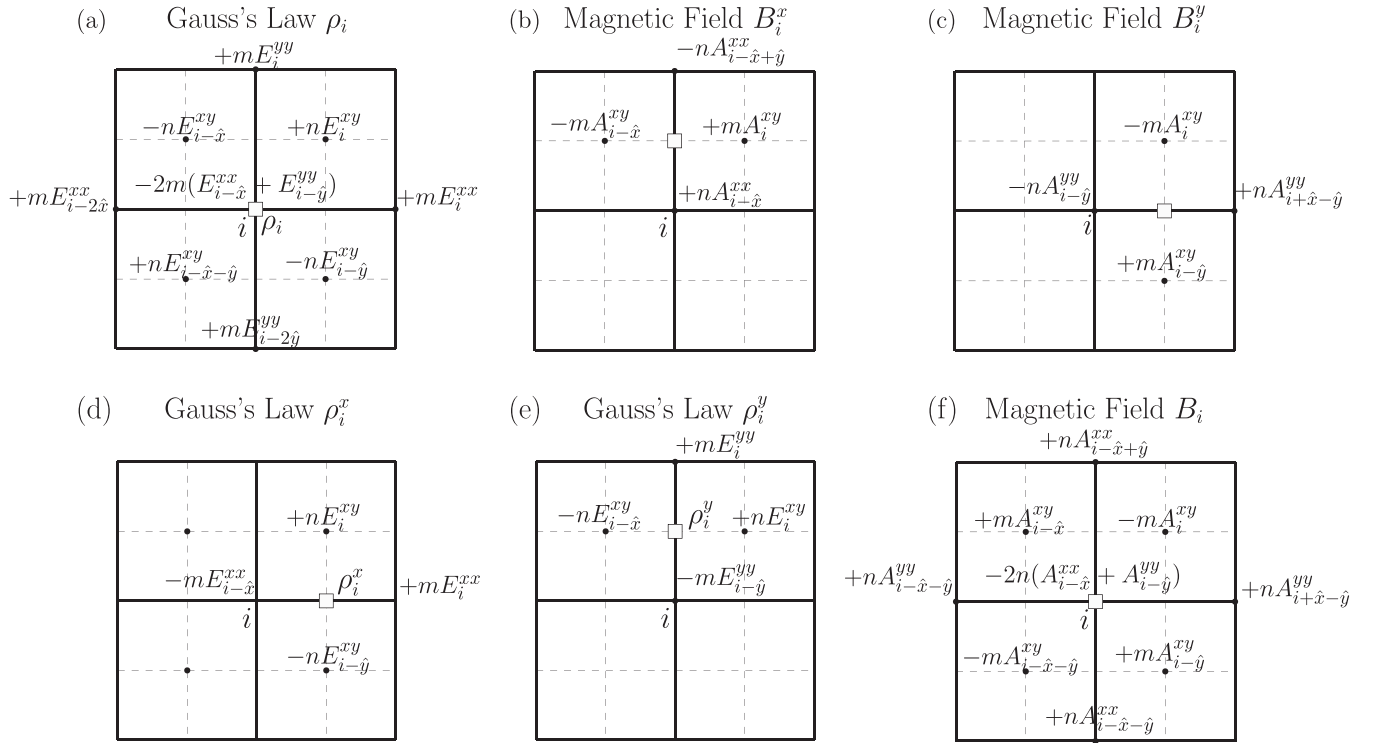 (a) Gauss's Law ρ_i
+mE_i^{yy}
−nE_{i−x̂}^{xy} +nE_i^{xy}
−2m(E_{i−x̂}^{xx} + E_{i−ŷ}^{yy})
+mE_{i−2x̂}^{xx} +mE_i^{xx}
i ρ_i
+nE_{i−x̂−ŷ}^{xy} −nE_{i−ŷ}^{xy}
+mE_{i−2ŷ}^{yy}
(b) Magnetic Field B_i^x
−nA_{i−x̂+ŷ}^{xx}
−mA_{i−x̂}^{xy} +mA_i^{xy}
+nA_{i−x̂}^{xx}
i
(c) Magnetic Field B_i^y
−mA_i^{xy}
−nA_{i−ŷ}^{yy} +nA_{i+x̂−ŷ}^{yy}
i
+mA_{i−ŷ}^{xy}
(d) Gauss's Law ρ_i^x
+nE_i^{xy}
−mE_{i−x̂}^{xx} ρ_i^x +mE_i^{xx}
i
−nE_{i−ŷ}^{xy}
(e) Gauss's Law ρ_i^y
+mE_i^{yy}
−nE_{i−x̂}^{xy} ρ_i^y +nE_i^{xy}
−mE_{i−ŷ}^{yy}
i
(f) Magnetic Field B_i
+nA_{i−x̂+ŷ}^{xx}
+mA_{i−x̂}^{xy} −mA_i^{xy}
−2n(A_{i−x̂}^{xx} + A_{i−ŷ}^{yy})
+nA_{i−x̂−ŷ}^{yy} +nA_{i+x̂−ŷ}^{yy}
i
−mA_{i−x̂−ŷ}^{xy} +mA_{i−ŷ}^{xy}
+nA_{i−x̂−ŷ}^{xx}